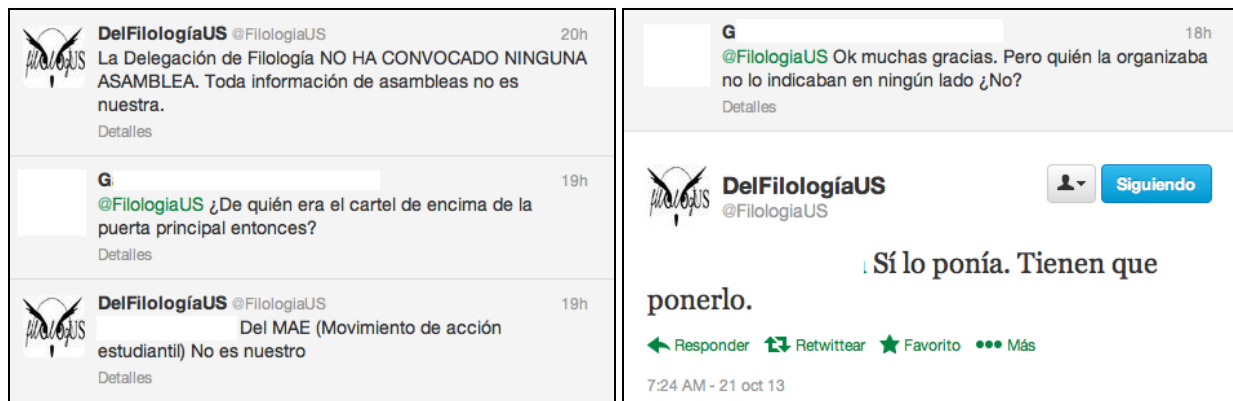 DelFilologíaUS @FilologiaUS 20h
La Delegación de Filología NO HA CONVOCADO NINGUNA
ASAMBLEA. Toda información de asambleas no es
nuestra.
Detalles
G 19h
@FilologiaUS ¿De quién era el cartel de encima de la
puerta principal entonces?
Detalles
DelFilologíaUS @FilologiaUS 19h
Del MAE (Movimiento de acción
estudiantil) No es nuestro
Detalles
G 18h
@FilologiaUS Ok muchas gracias. Pero quién la organizaba
no lo indicaban en ningún lado ¿No?
Detalles
DelFilologíaUS
@FilologiaUS
Siguiendo
Sí lo ponía. Tienen que
ponerlo.
Responder Retwittear Favorito Más
7:24 AM - 21 oct 13